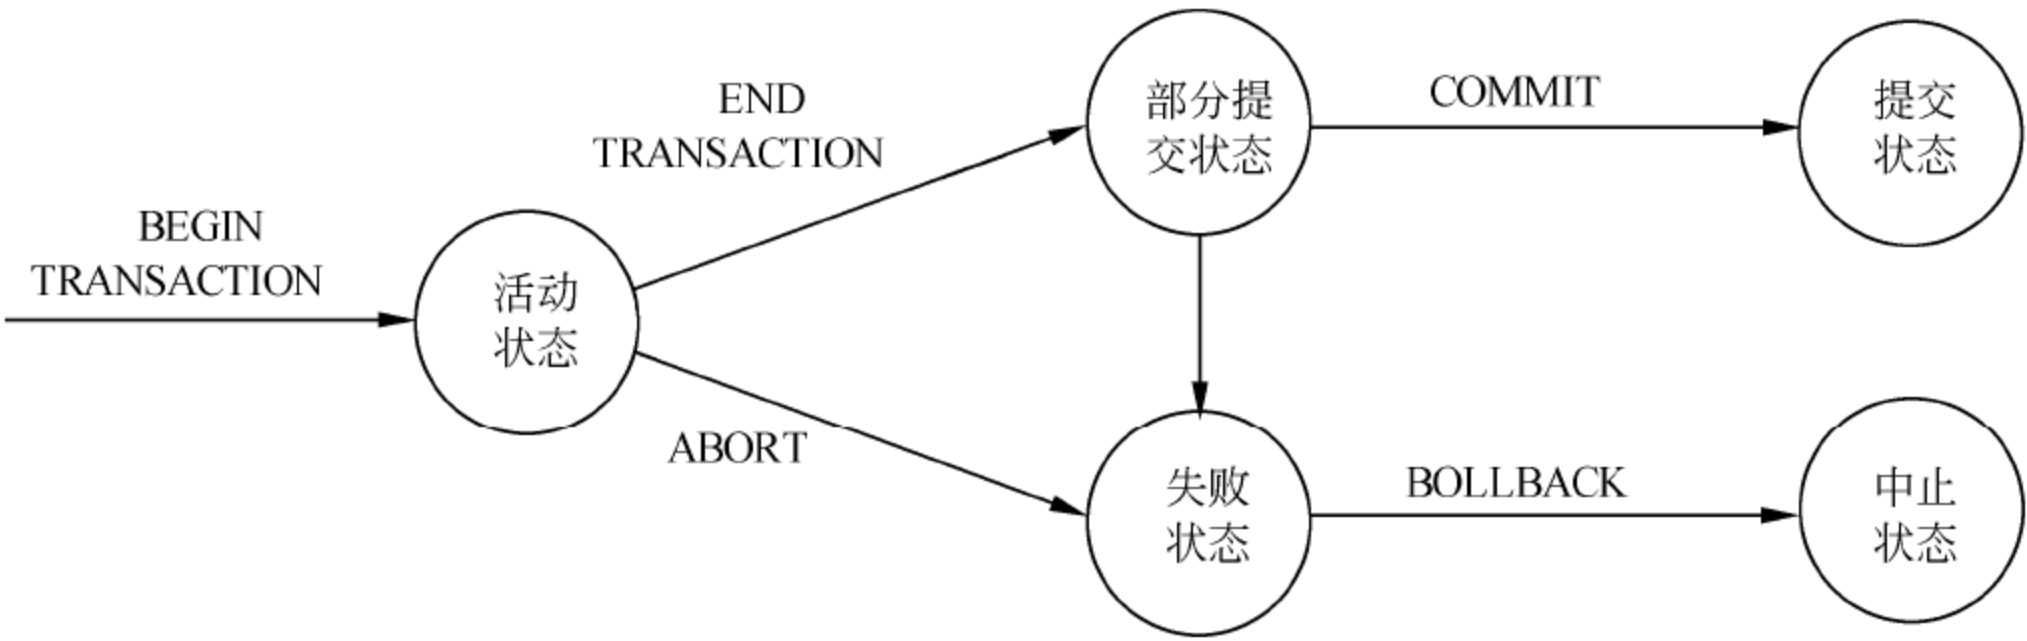 BEGIN
TRANSACTION
活动
状态
END
TRANSACTION
ABORT
部分提
交状态
COMMIT
提交
状态
失败
状态
BOLLBACK
中止
状态